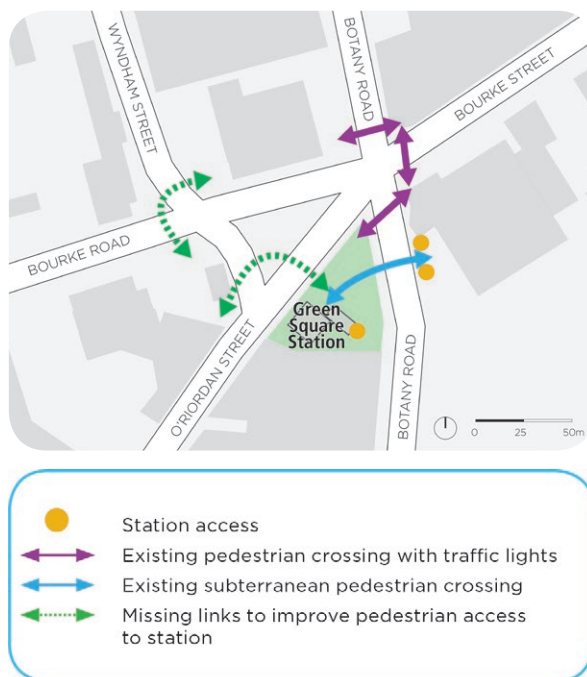 WYNDHAM STREET
BOTANY ROAD
BOURKE STREET
BOURKE ROAD
Green
Square
Station
O'RIORDAN STREET
BOTANY ROAD
0 25 50m
Station access
Existing pedestrian crossing with traffic lights
Existing subterranean pedestrian crossing
Missing links to improve pedestrian access
to station